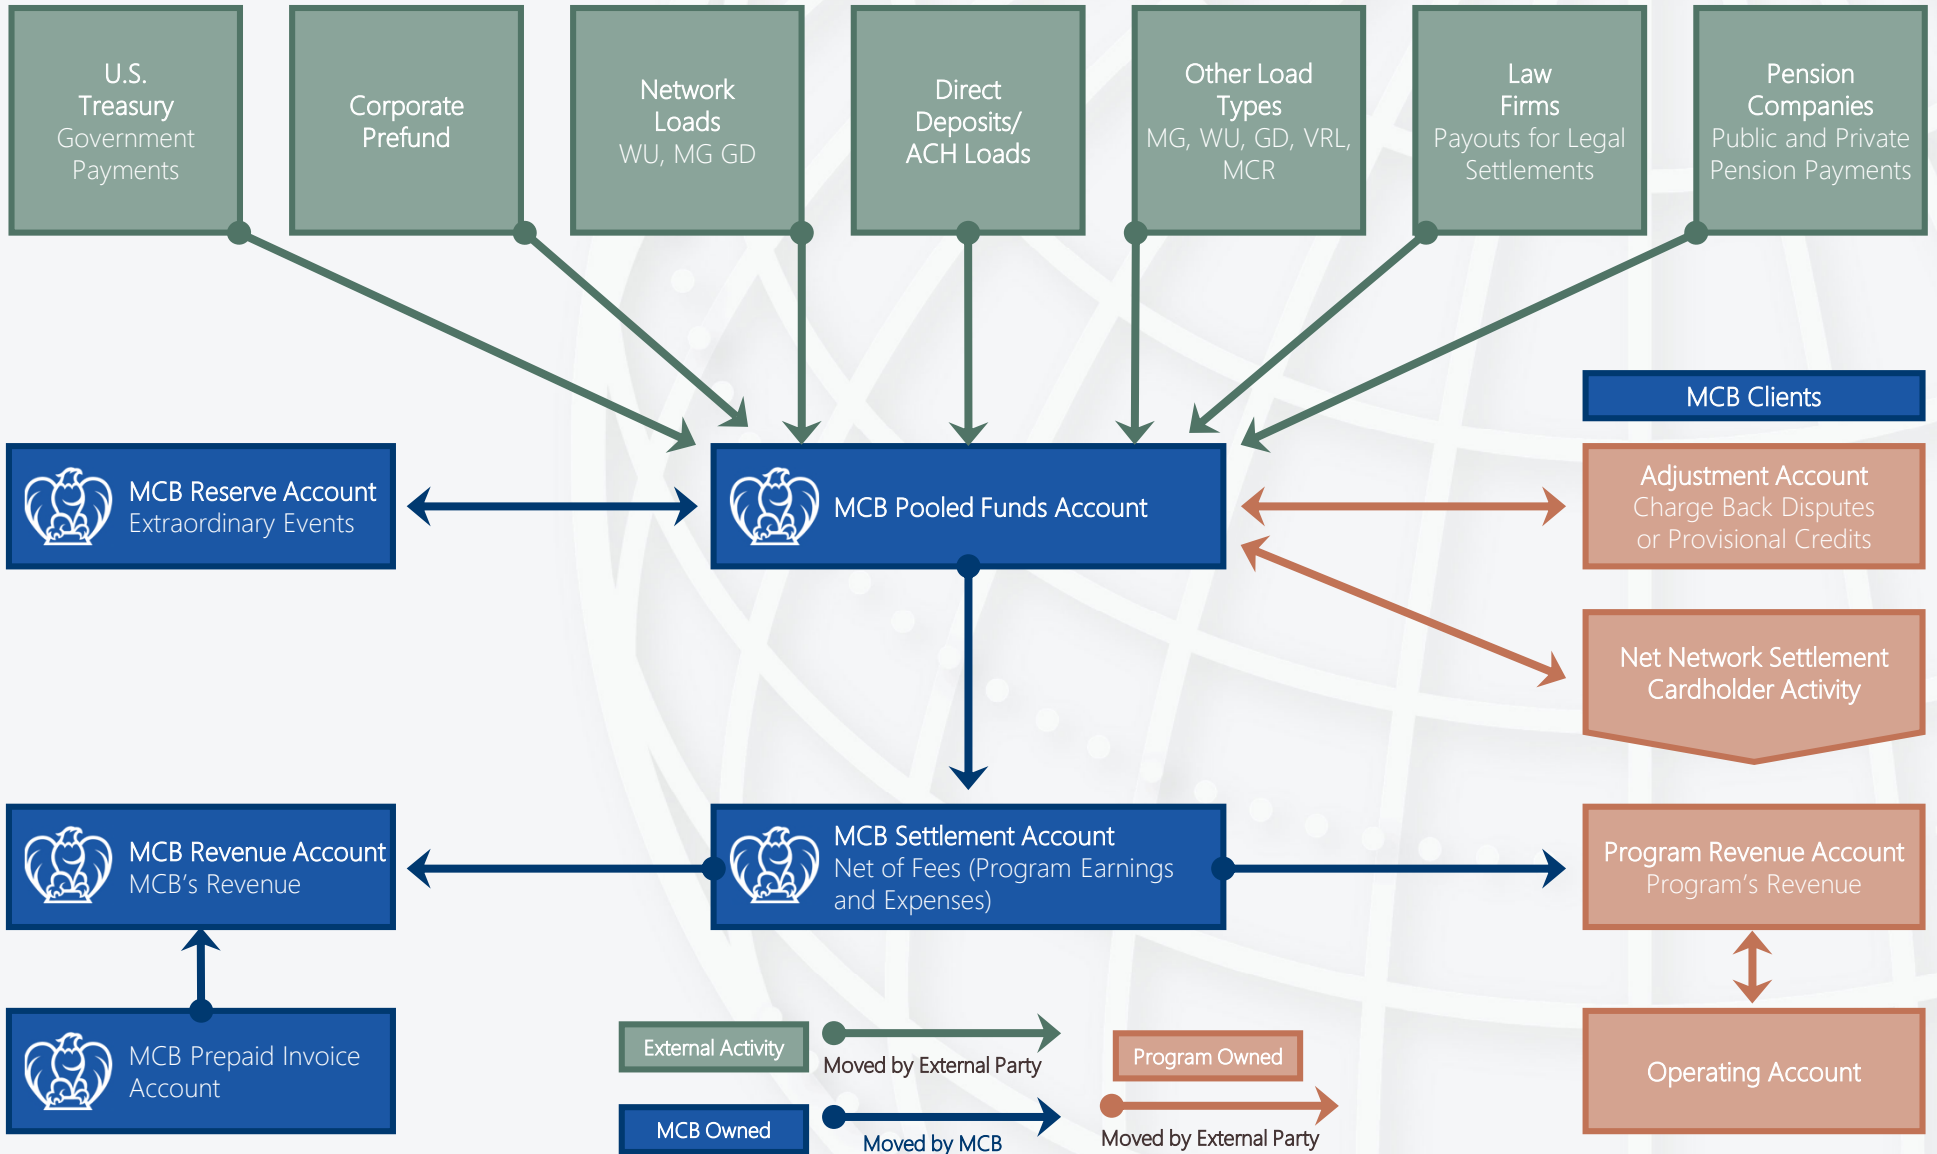 U.S.
Treasury
Government
Payments
Corporate
Prefund
Network
Loads
WU, MG GD
Direct
Deposits/
ACH Loads
Other Load
Types
MG, WU, GD, VRL,
MCR
Law
Firms
Payouts for Legal
Settlements
Pension
Companies
Public and Private
Pension Payments
MCB Clients
MCB Reserve Account
Extraordinary Events
MCB Pooled Funds Account
Adjustment Account
Charge Back Disputes
or Provisional Credits
Net Network Settlement
Cardholder Activity
MCB Revenue Account
MCB's Revenue
MCB Settlement Account
Net of Fees (Program Earnings
and Expenses)
Program Revenue Account
Program's Revenue
MCB Prepaid Invoice
Account
Operating Account
External Activity
Moved by External Party
Program Owned
MCB Owned
Moved by MCB
Moved by External Party